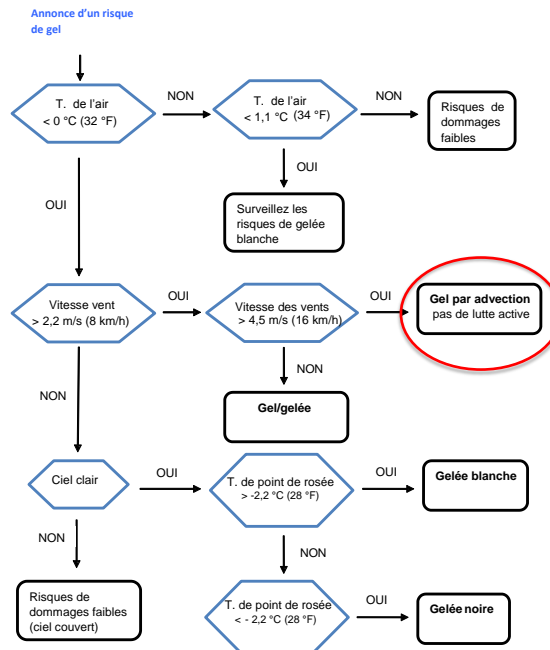 Annonce d'un risque
de gel
T. de l'air
< 0 °C (32 °F)
NON
T. de l'air
< 1,1 °C (34 °F)
NON
Risques de
dommages
faibles
OUI
OUI
Surveillez les
risques de gelée
blanche
Vitesse vent
> 2,2 m/s (8 km/h)
OUI
Vitesse des vents
> 4,5 m/s (16 km/h)
OUI
Gel par advection
pas de lutte active
NON
NON
Gel/gelée
Ciel clair
OUI
T. de point de rosée
> -2,2 °C (28 °F)
OUI
Gelée blanche
NON
NON
Risques de
dommages faibles
(ciel couvert)
T. de point de rosée
< - 2,2 °C (28 °F)
OUI
Gelée noire